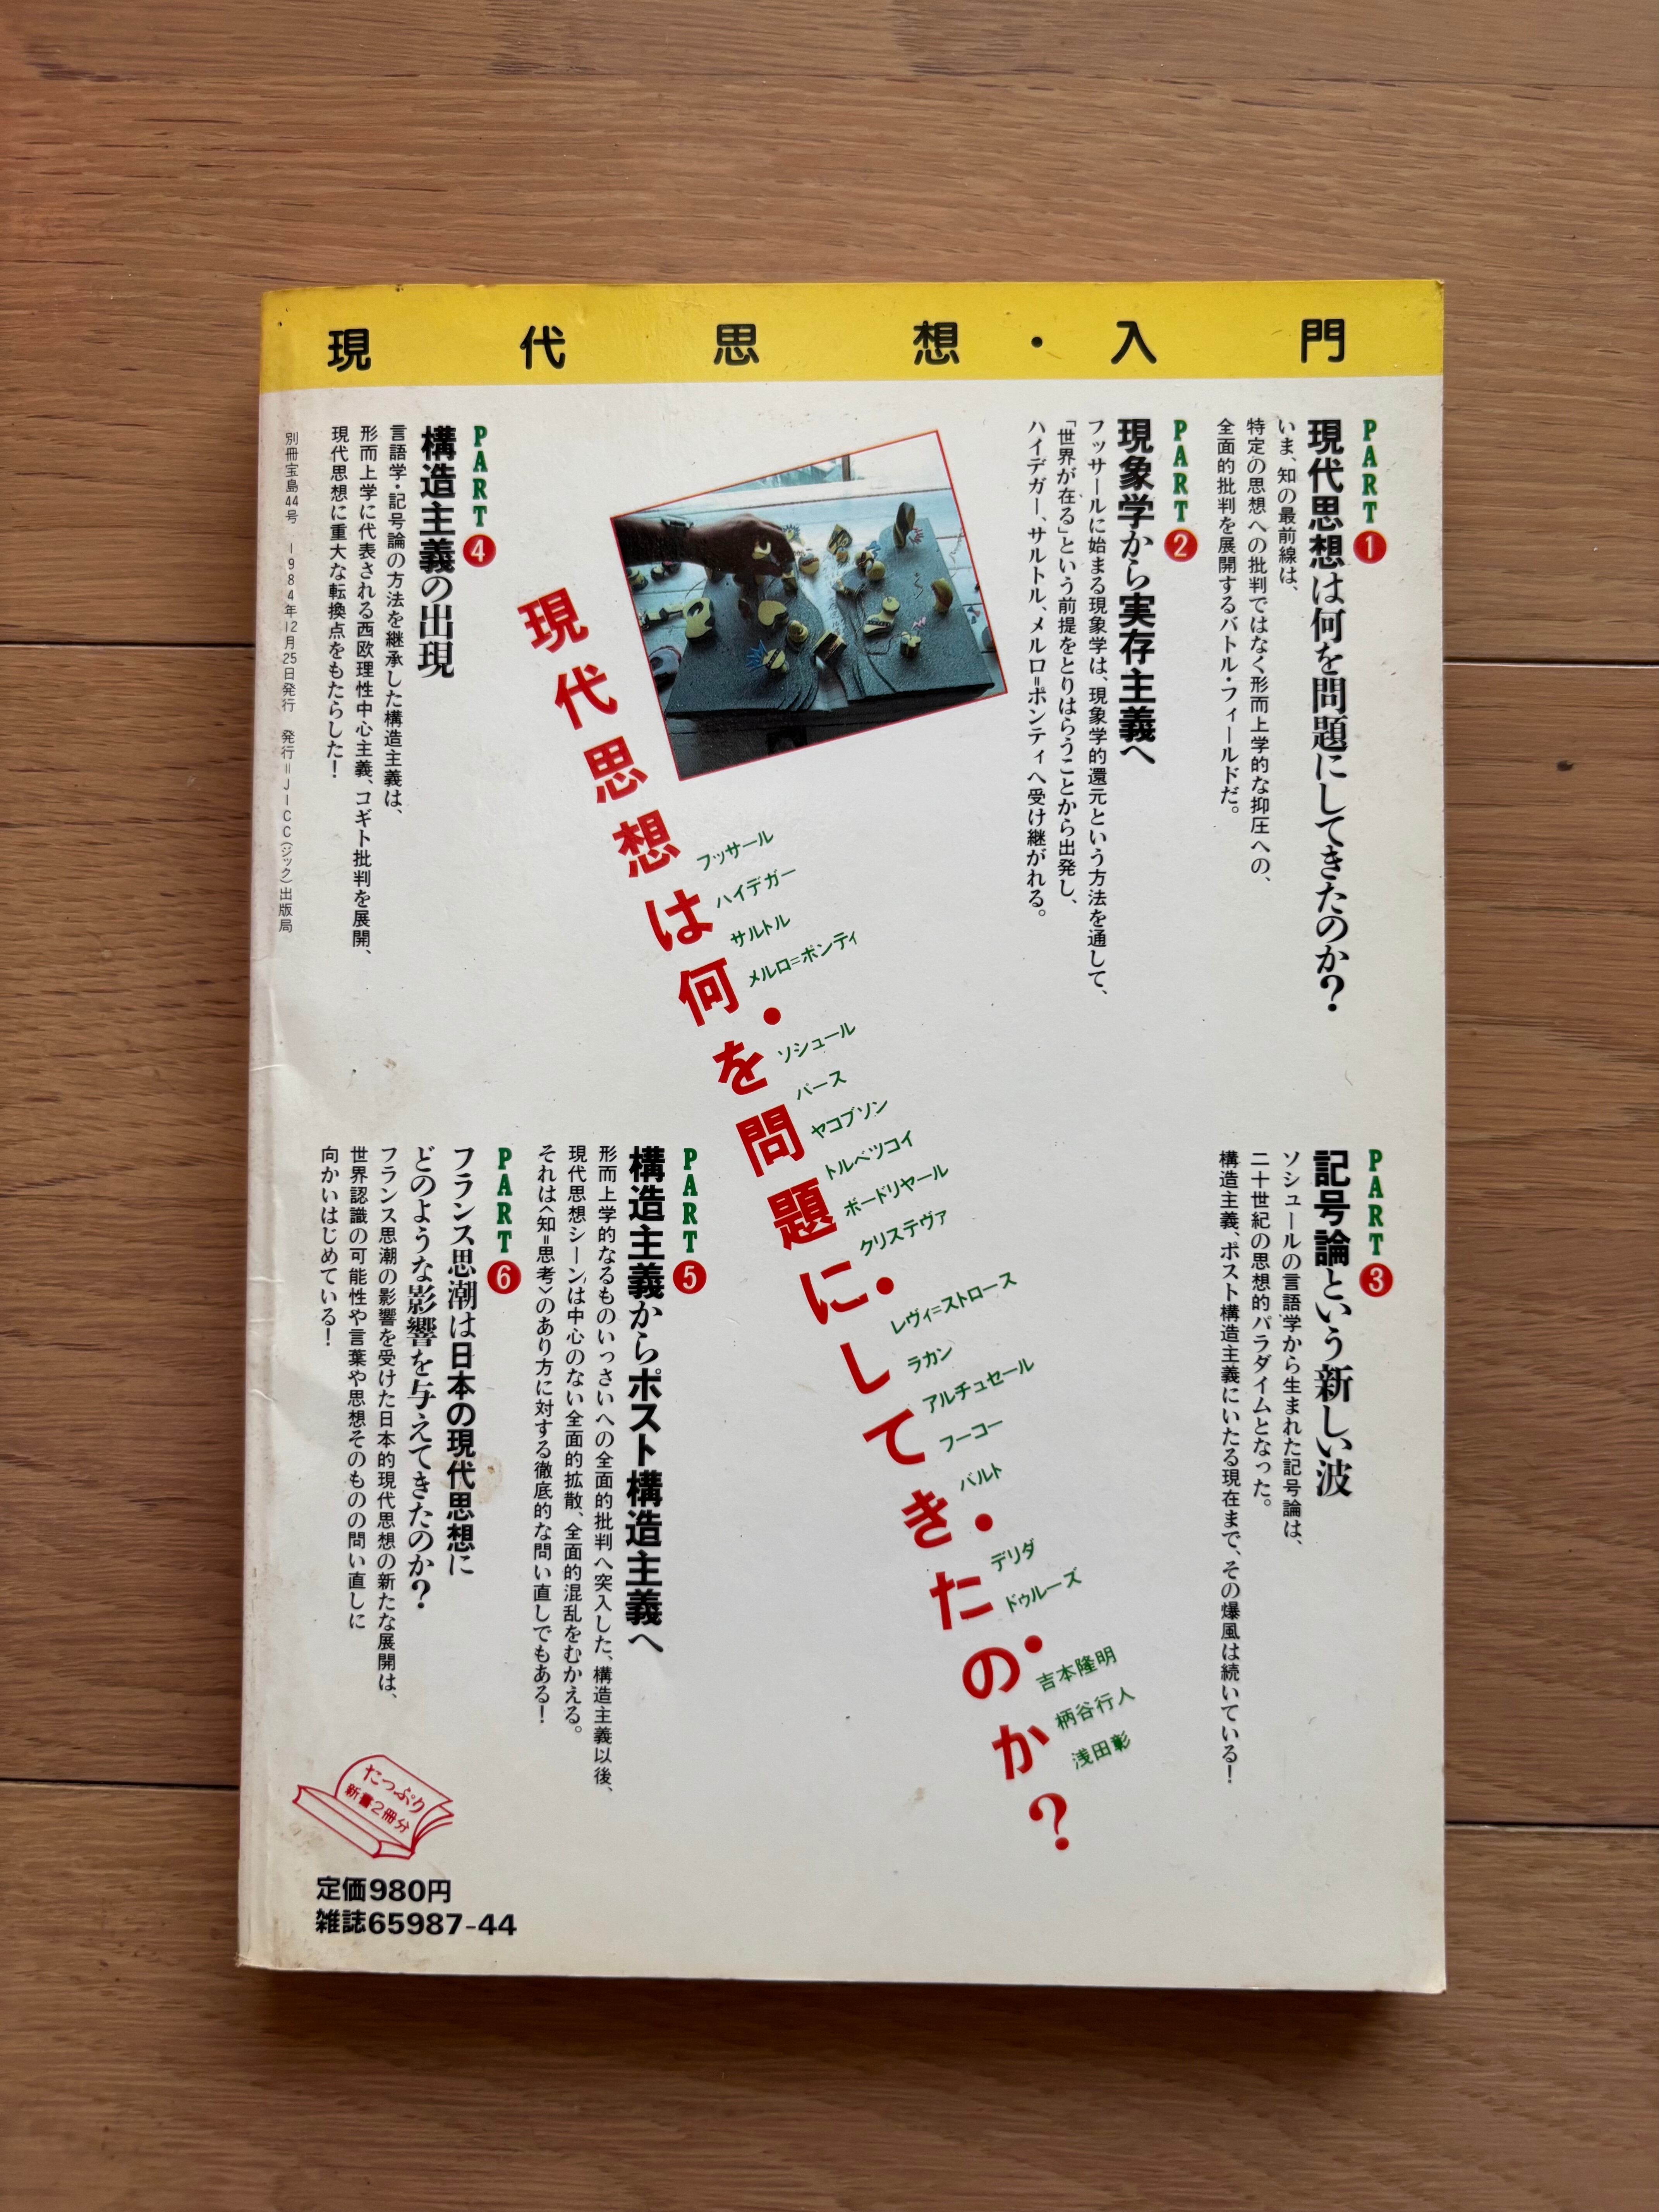 現代思想・入門
PART1
現代思想は何を問題にしてきたのか?
いま、知の最前線は、
特定の思想への批判ではなく形而上学的な抑圧への、
全面的批判を展開するバトル・フィールドだ。
PART2
現象学から実存主義へ
フッサールに始まる現象学は、現象学的還元という方法を通して、
「世界が在る」という前提をとりはらうことから出発し、
ハイデガー、サルトル、メルロ=ポンティへ受け継がれる。
PART3
記号論という新しい波
ソシュールの言語学から生まれた記号論は、
二十世紀の思想的パラダイムとなった。
構造主義、ポスト構造主義にいたる現在まで、その爆風は続いている!
現代思想は何を問題にしてきたのか?
フッサール
ハイデガー
サルトル
メルロ=ポンティ
●
ソシュール
パース
ヤコブソン
トルベツコイ
ボードリヤール
クリステヴァ
●
レヴィ=ストロース
ラカン
アルチュセール
フーコー
バルト
●
デリダ
ドゥルーズ
●
吉本隆明
柄谷行人
浅田彰
PART4
構造主義の出現
言語学・記号論の方法を継承した構造主義は、
形而上学に代表される西欧理性中心主義、コギト批判を展開、
現代思想に重大な転換点をもたらした!
PART5
構造主義からポスト構造主義へ
形而上学的なるもののいっさいへの全面的批判へ突入した、構造主義以後、
現代思想シーンは中心のない全面的拡散、全面的混乱をむかえる。
それは〈知=思考〉のあり方に対する徹底的な問い直しでもある!
PART6
フランス思潮は日本の現代思想に
どのような影響を与えてきたのか?
フランス思潮の影響を受けた日本的現代思想の新たな展開は、
世界認識の可能性や言葉や思想そのものの問い直しに
向かいはじめている!
別冊宝島44号 1984年12月25日発行 発行=JICC(ジック)出版局
たっぷり
新書2冊分
定価980円
雑誌65987-44